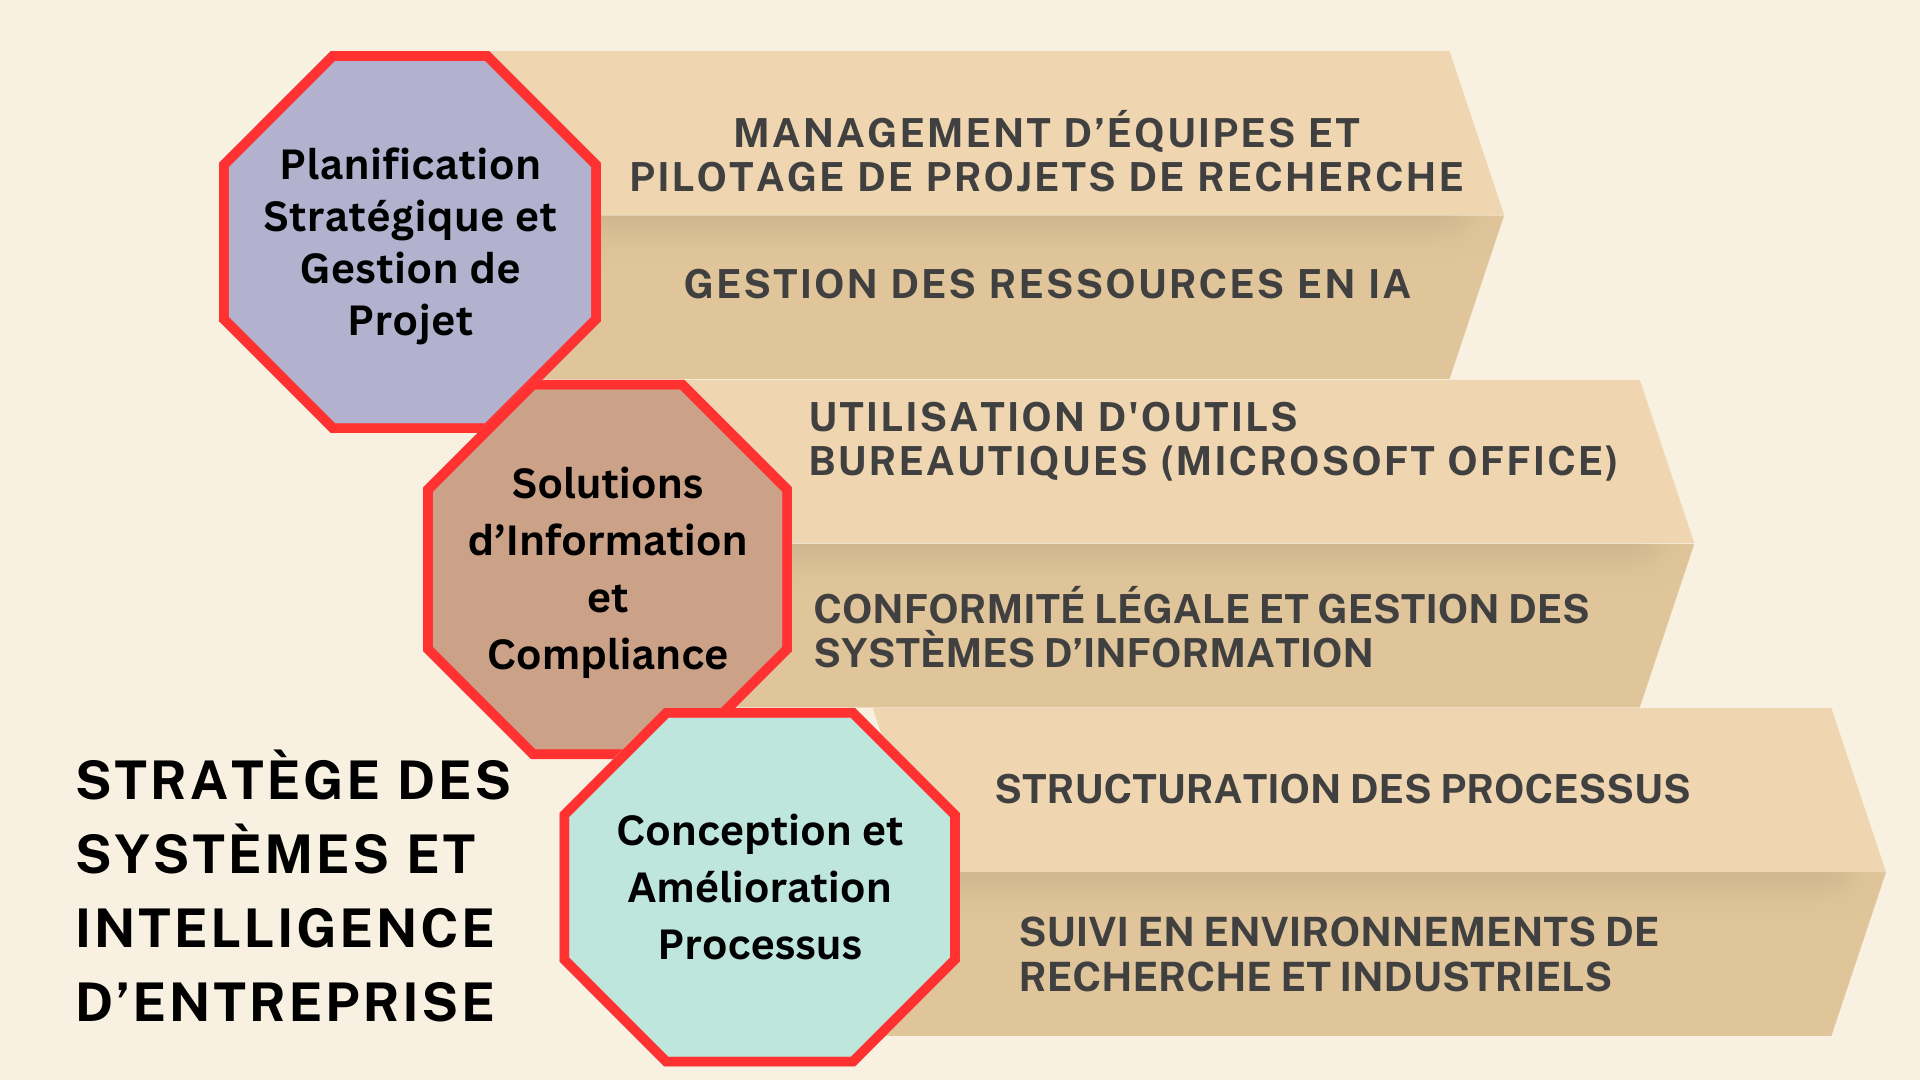 Planification
Stratégique et
Gestion de
Projet
MANAGEMENT D’ÉQUIPES ET
PILOTAGE DE PROJETS DE RECHERCHE
GESTION DES RESSOURCES EN IA
Solutions
d’Information
et
Compliance
UTILISATION D'OUTILS
BUREAUTIQUES (MICROSOFT OFFICE)
CONFORMITÉ LÉGALE ET GESTION DES
SYSTÈMES D’INFORMATION
Conception et
Amélioration
Processus
STRUCTURATION DES PROCESSUS
SUIVI EN ENVIRONNEMENTS DE
RECHERCHE ET INDUSTRIELS
STRATÈGE DES
SYSTÈMES ET
INTELLIGENCE
D’ENTREPRISE